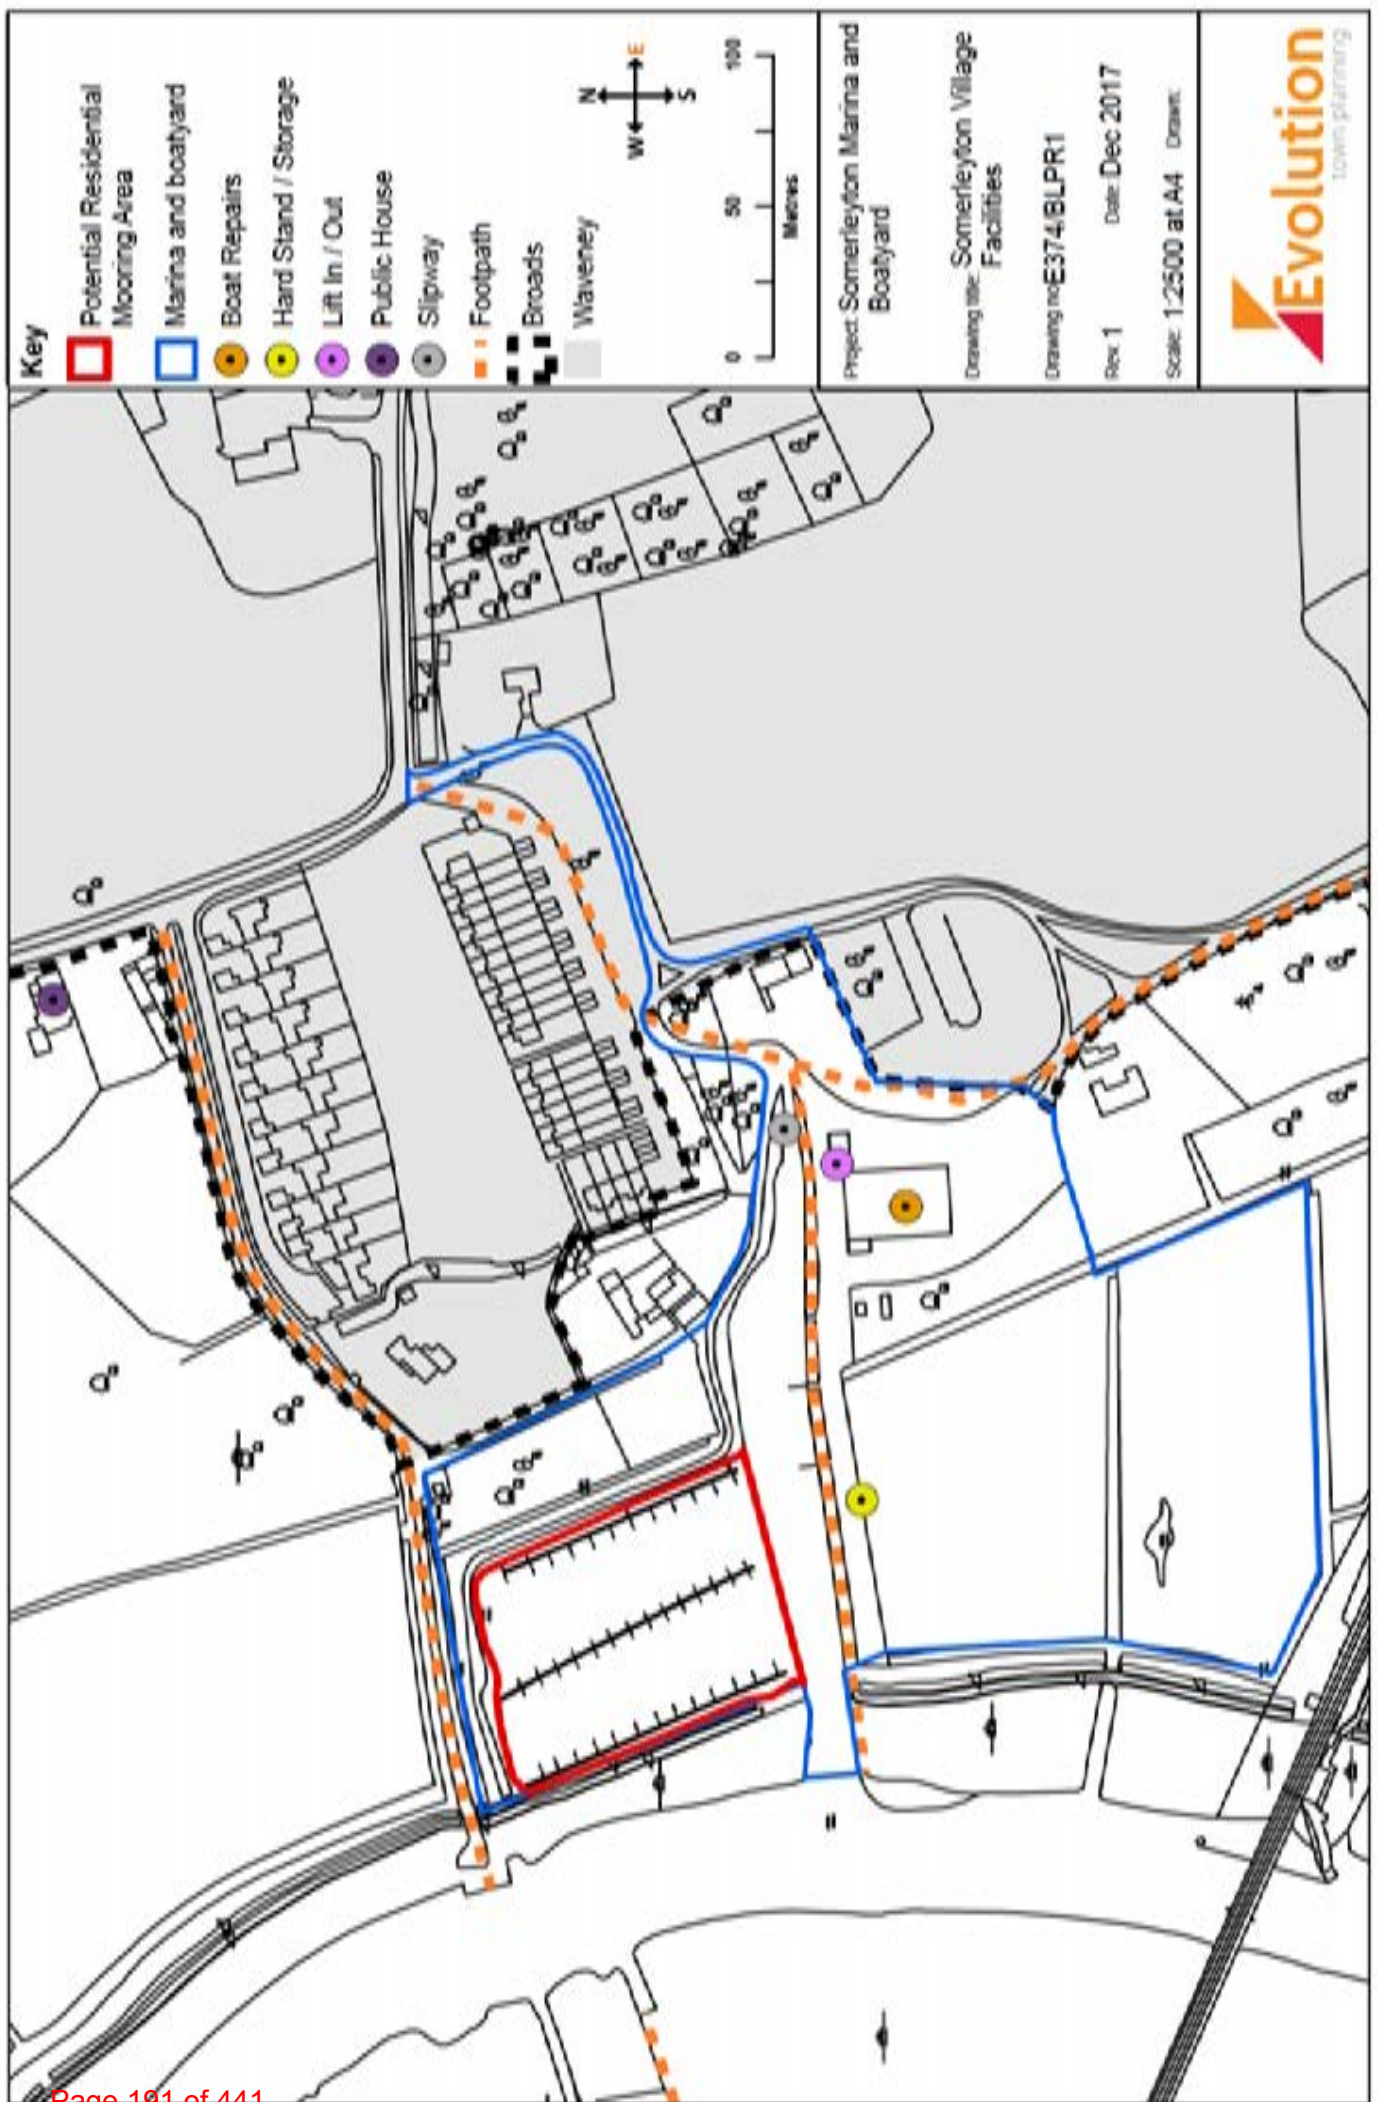 Key
Potential Residential
Mooring Area
Marina and boatyard
Boat Repairs
Hard Stand / Storage
Lift In / Out
Public House
Slipway
Footpath
Broads
Waveney
N
W E
S
0 50 100
Metres
Project: Somerleyton Marina and
Boatyard
Drawing title: Somerleyton Village
Facilities
Drawing no: E374/BLPR1
Rev: 1 Date: Dec 2017
Scale: 1:2500 at A4 Drawn:
Evolution
town planning
Page 191 of 441